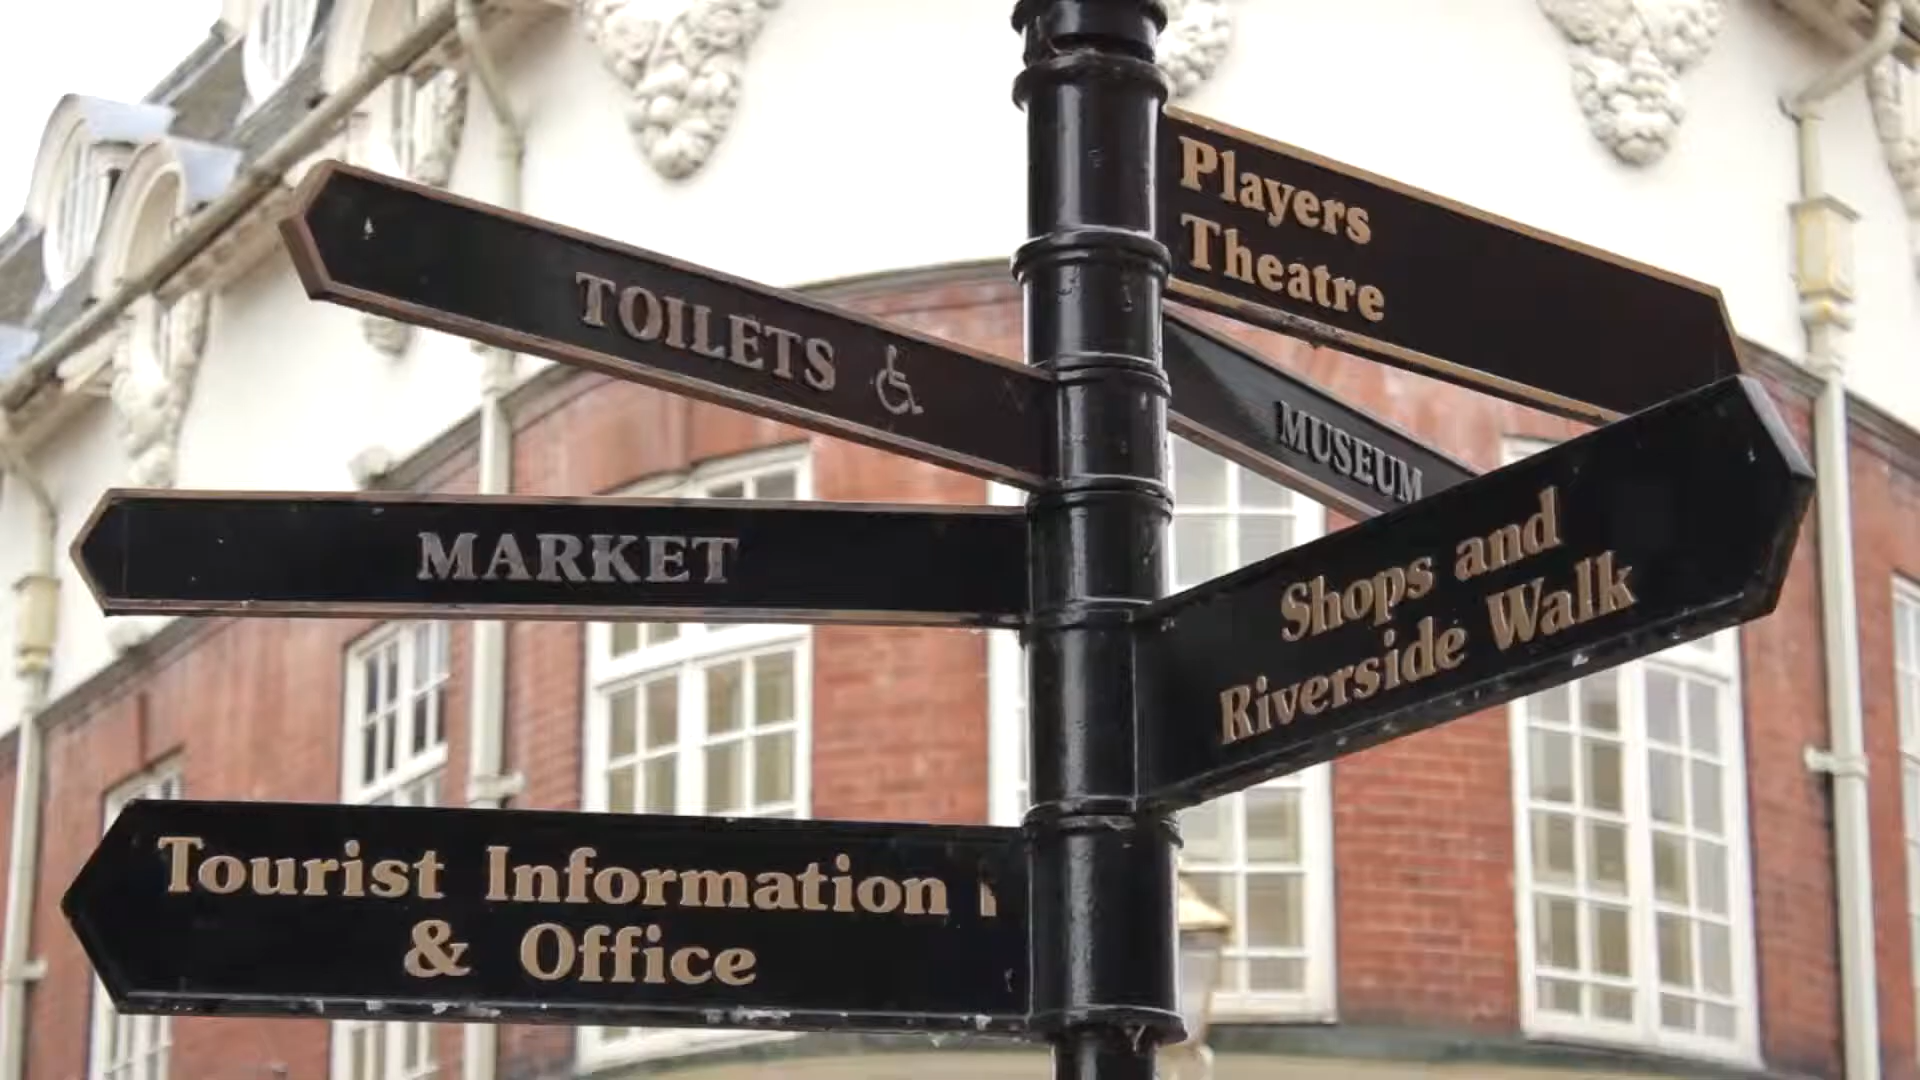 Players
Theatre
TOILETS
MUSEUM
MARKET
Shops and
Riverside Walk
Tourist Information
& Office